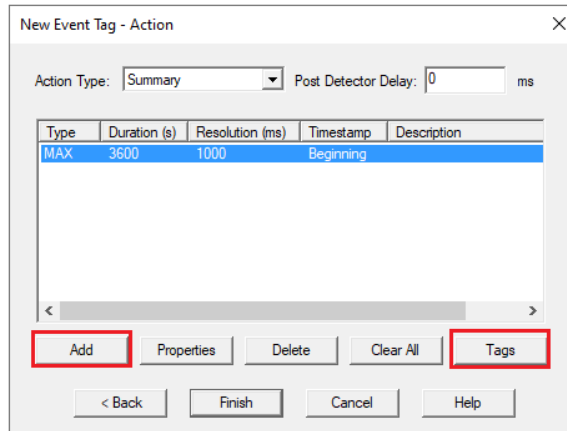 New Event Tag - Action
Action Type: Summary Post Detector Delay: 0 ms
Type Duration (s) Resolution (ms) Timestamp Description
MAX 3600 1000 Beginning
Add Properties Delete Clear All Tags
< Back Finish Cancel Help